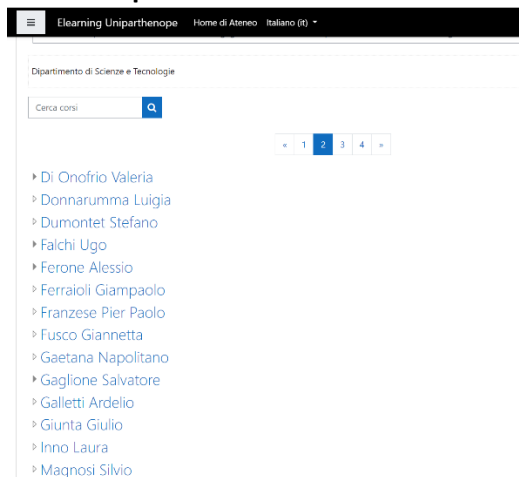 Elearning Uniparthenope Home di Ateneo Italiano (it)
Dipartimento di Scienze e Tecnologie
Cerca corsi
« 1 2 3 4 »
Di Onofrio Valeria
Donnarumma Luigia
Dumontet Stefano
Falchi Ugo
Ferone Alessio
Ferraioli Giampaolo
Franzese Pier Paolo
Fusco Giannetta
Gaetana Napolitano
Gaglione Salvatore
Galletti Ardelio
Giunta Giulio
Inno Laura
Magnosi Silvio